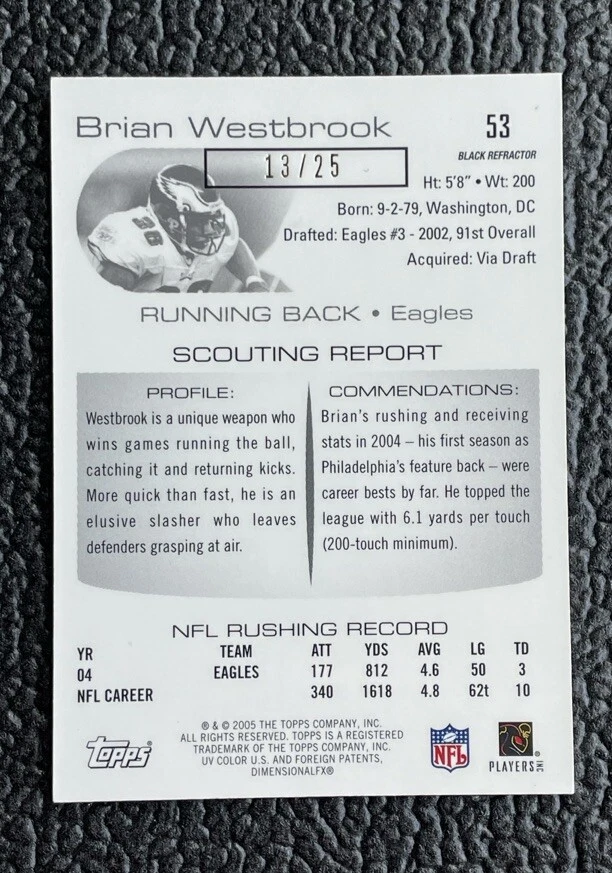 Brian Westbrook
53
BLACK REFRACTOR
13/25
Ht: 5'8" • Wt: 200
Born: 9-2-79, Washington, DC
Drafted: Eagles #3 - 2002, 91st Overall
Acquired: Via Draft
36
RUNNING BACK • Eagles
SCOUTING REPORT
PROFILE:
Westbrook is a unique weapon who
wins games running the ball,
catching it and returning kicks.
More quick than fast, he is an
elusive slasher who leaves
defenders grasping at air.
COMMENDATIONS:
Brian's rushing and receiving
stats in 2004 – his first season as
Philadelphia's feature back – were
career bests by far. He topped the
league with 6.1 yards per touch
(200-touch minimum).
NFL RUSHING RECORD
YR TEAM ATT YDS AVG LG TD
04 EAGLES 177 812 4.6 50 3
NFL CAREER 340 1618 4.8 62t 10
Topps®
® & © 2005 THE TOPPS COMPANY, INC.
ALL RIGHTS RESERVED. TOPPS IS A REGISTERED
TRADEMARK OF THE TOPPS COMPANY, INC.
UV COLOR U.S. AND FOREIGN PATENTS,
DIMENSIONALFX®
NFL
PLAYERS INC